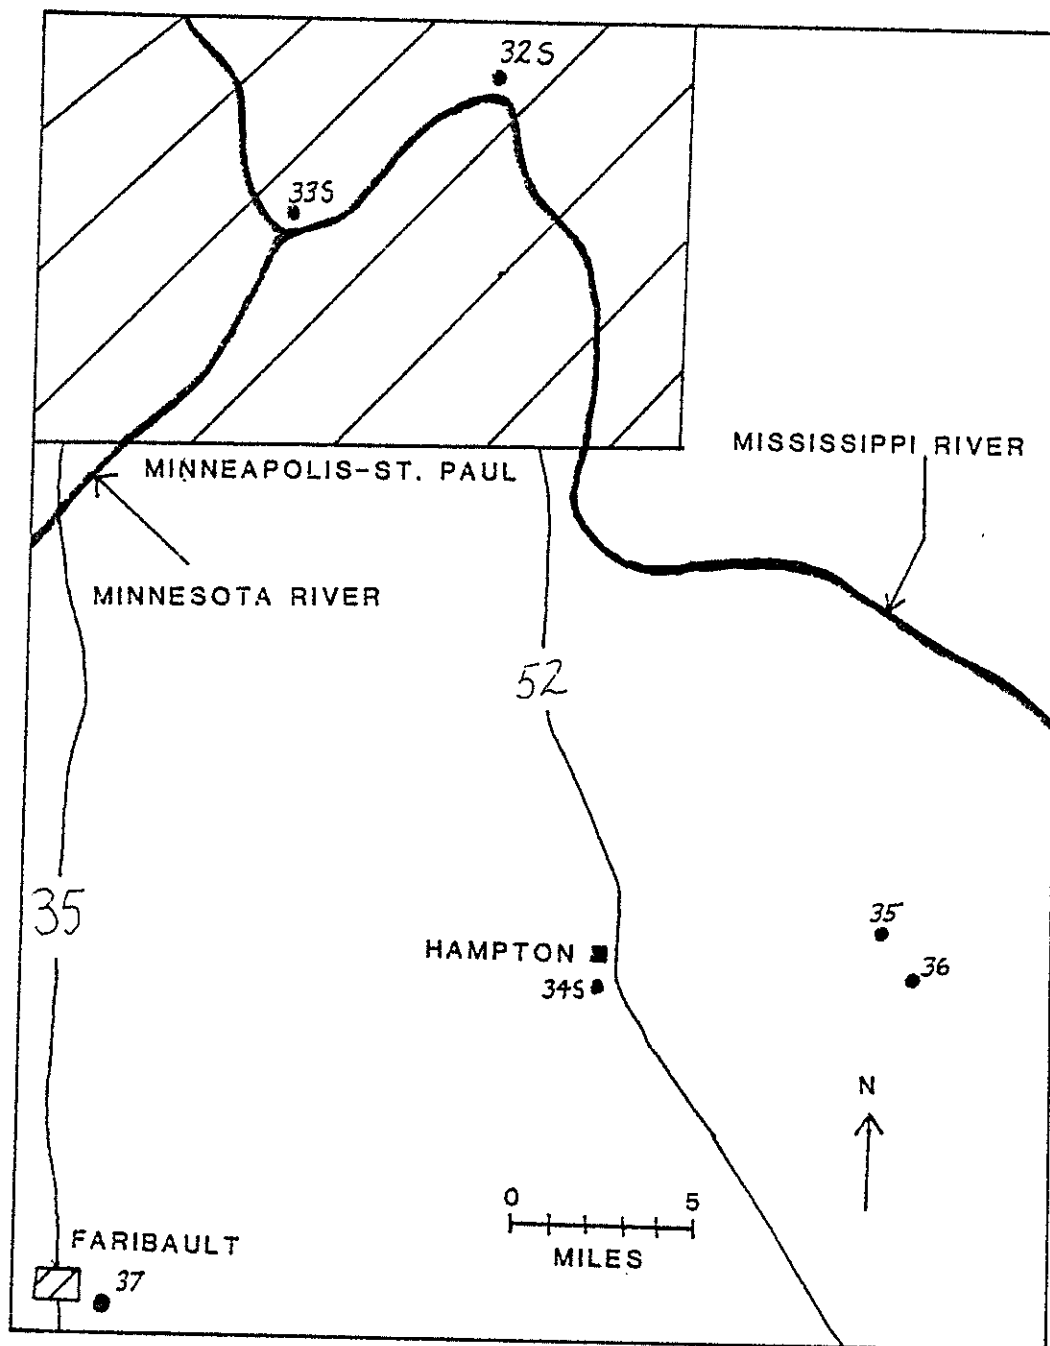 32S
33S
MISSISSIPPI RIVER
MINNEAPOLIS-ST. PAUL
MINNESOTA RIVER
52
35
35
HAMPTON
36
34S
N
0 5
MILES
FARIBAULT
37